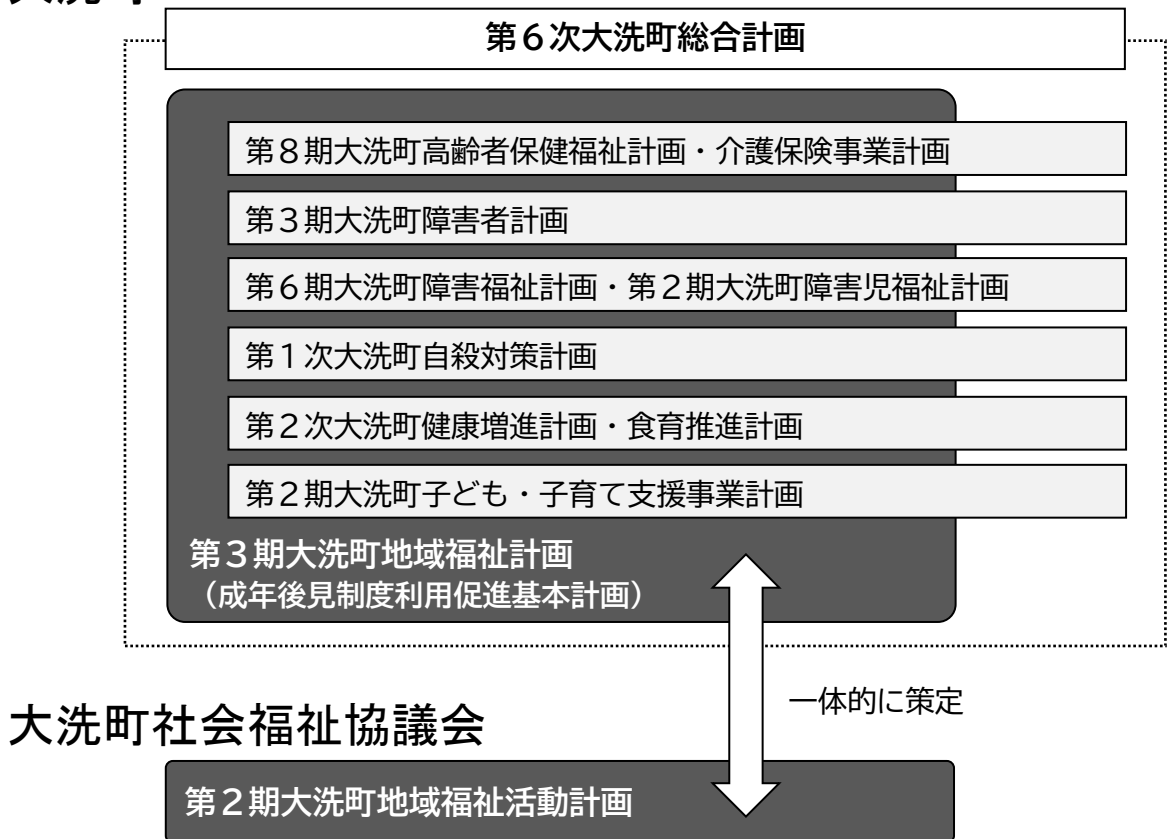 第６次大洗町総合計画
第８期大洗町高齢者保健福祉計画・介護保険事業計画
第３期大洗町障害者計画
第６期大洗町障害福祉計画・第２期大洗町障害児福祉計画
第１次大洗町自殺対策計画
第２次大洗町健康増進計画・食育推進計画
第２期大洗町子ども・子育て支援事業計画
第３期大洗町地域福祉計画
（成年後見制度利用促進基本計画）
一体的に策定
大洗町社会福祉協議会
第２期大洗町地域福祉活動計画